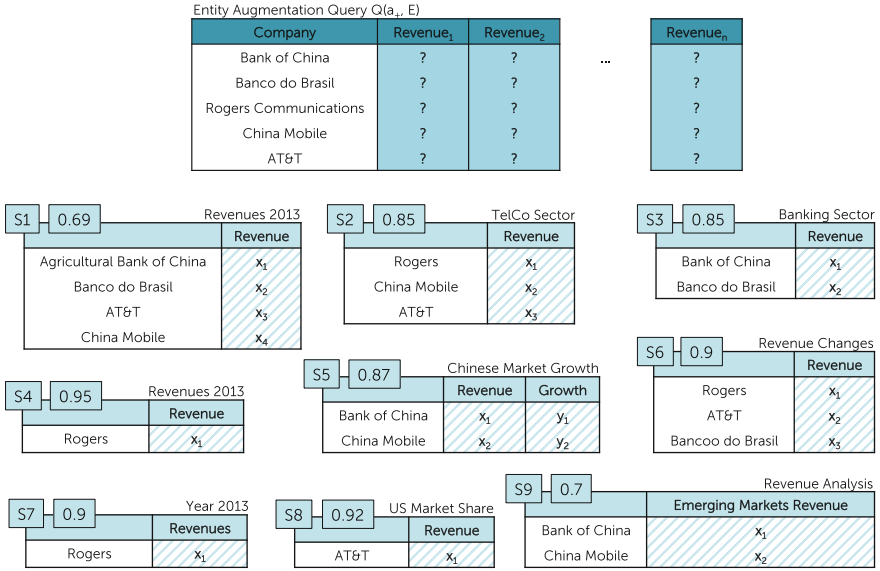 Entity Augmentation Query Q(a+, E)
Company Revenue1 Revenue2 ... Revenuen
Bank of China ? ? ?
Banco do Brasil ? ? ?
Rogers Communications ? ? ?
China Mobile ? ? ?
AT&T ? ? ?
S1 0.69 Revenues 2013
Revenue
Agricultural Bank of China x1
Banco do Brasil x2
AT&T x3
China Mobile x4
S2 0.85 TelCo Sector
Revenue
Rogers x1
China Mobile x2
AT&T x3
S3 0.85 Banking Sector
Revenue
Bank of China x1
Banco do Brasil x2
S4 0.95 Revenues 2013
Revenue
Rogers x1
S5 0.87 Chinese Market Growth
Revenue Growth
Bank of China x1 y1
China Mobile x2 y2
S6 0.9 Revenue Changes
Revenue
Rogers x1
AT&T x2
Bancoo do Brasil x3
S7 0.9 Year 2013
Revenues
Rogers x1
S8 0.92 US Market Share
Revenue
AT&T x1
S9 0.7 Revenue Analysis
Emerging Markets Revenue
Bank of China x1
China Mobile x2